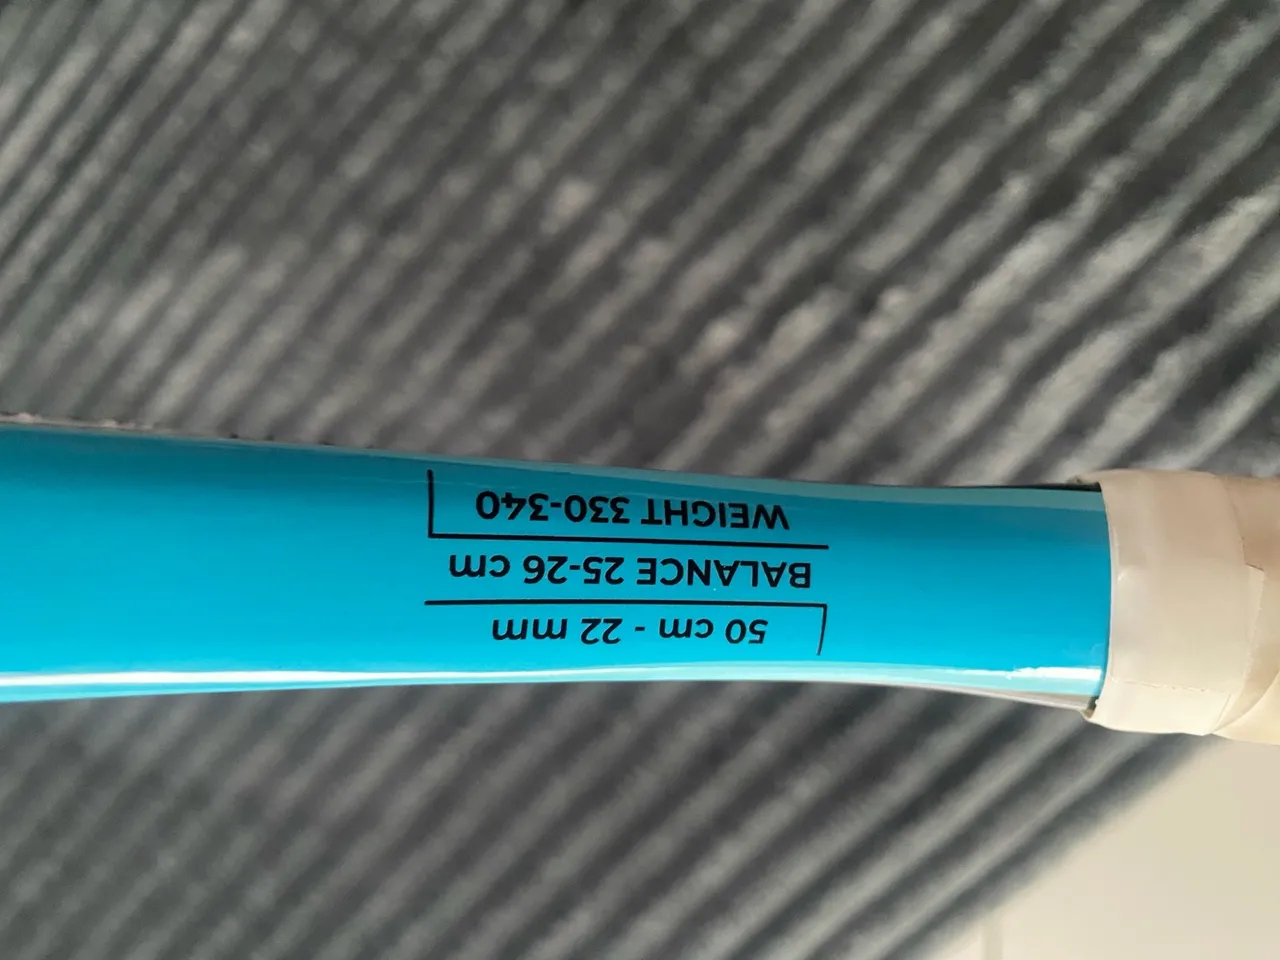 50 cm - 22 mm
BALANCE 25-26 cm
WEIGHT 330-340